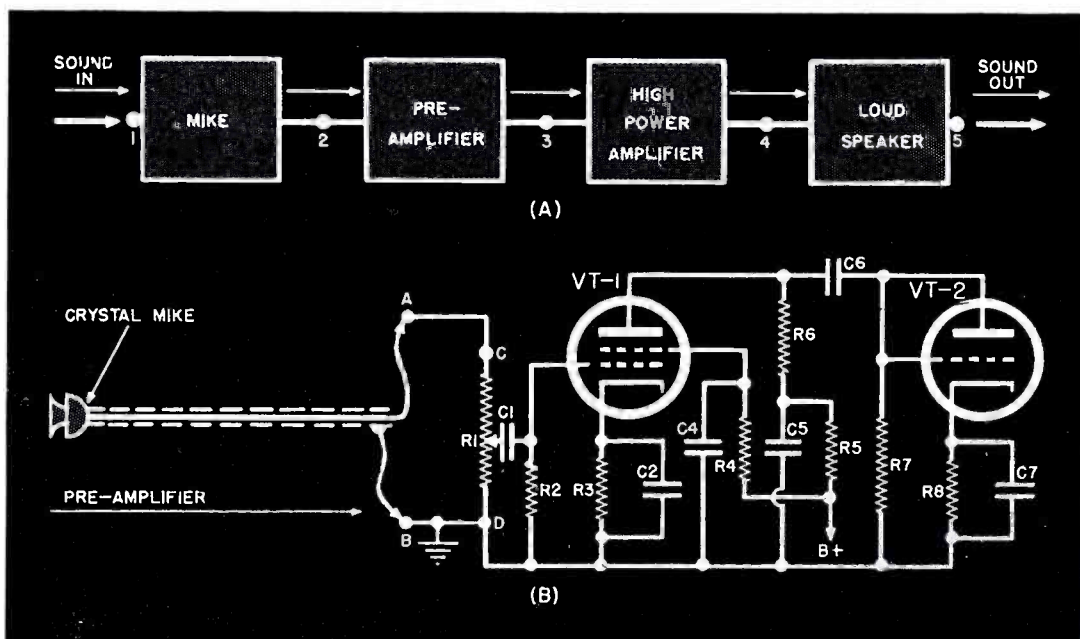 SOUND
IN
MIKE
PRE-
AMPLIFIER
HIGH
POWER
AMPLIFIER
LOUD
SPEAKER
SOUND
OUT
1
2
3
4
5
(A)
CRYSTAL MIKE
PRE-AMPLIFIER
A
B
C
D
R1
C1
R2
VT-1
R3
C2
C4
R4
C5
R6
R5
B+
C6
R7
VT-2
R8
C7
(B)